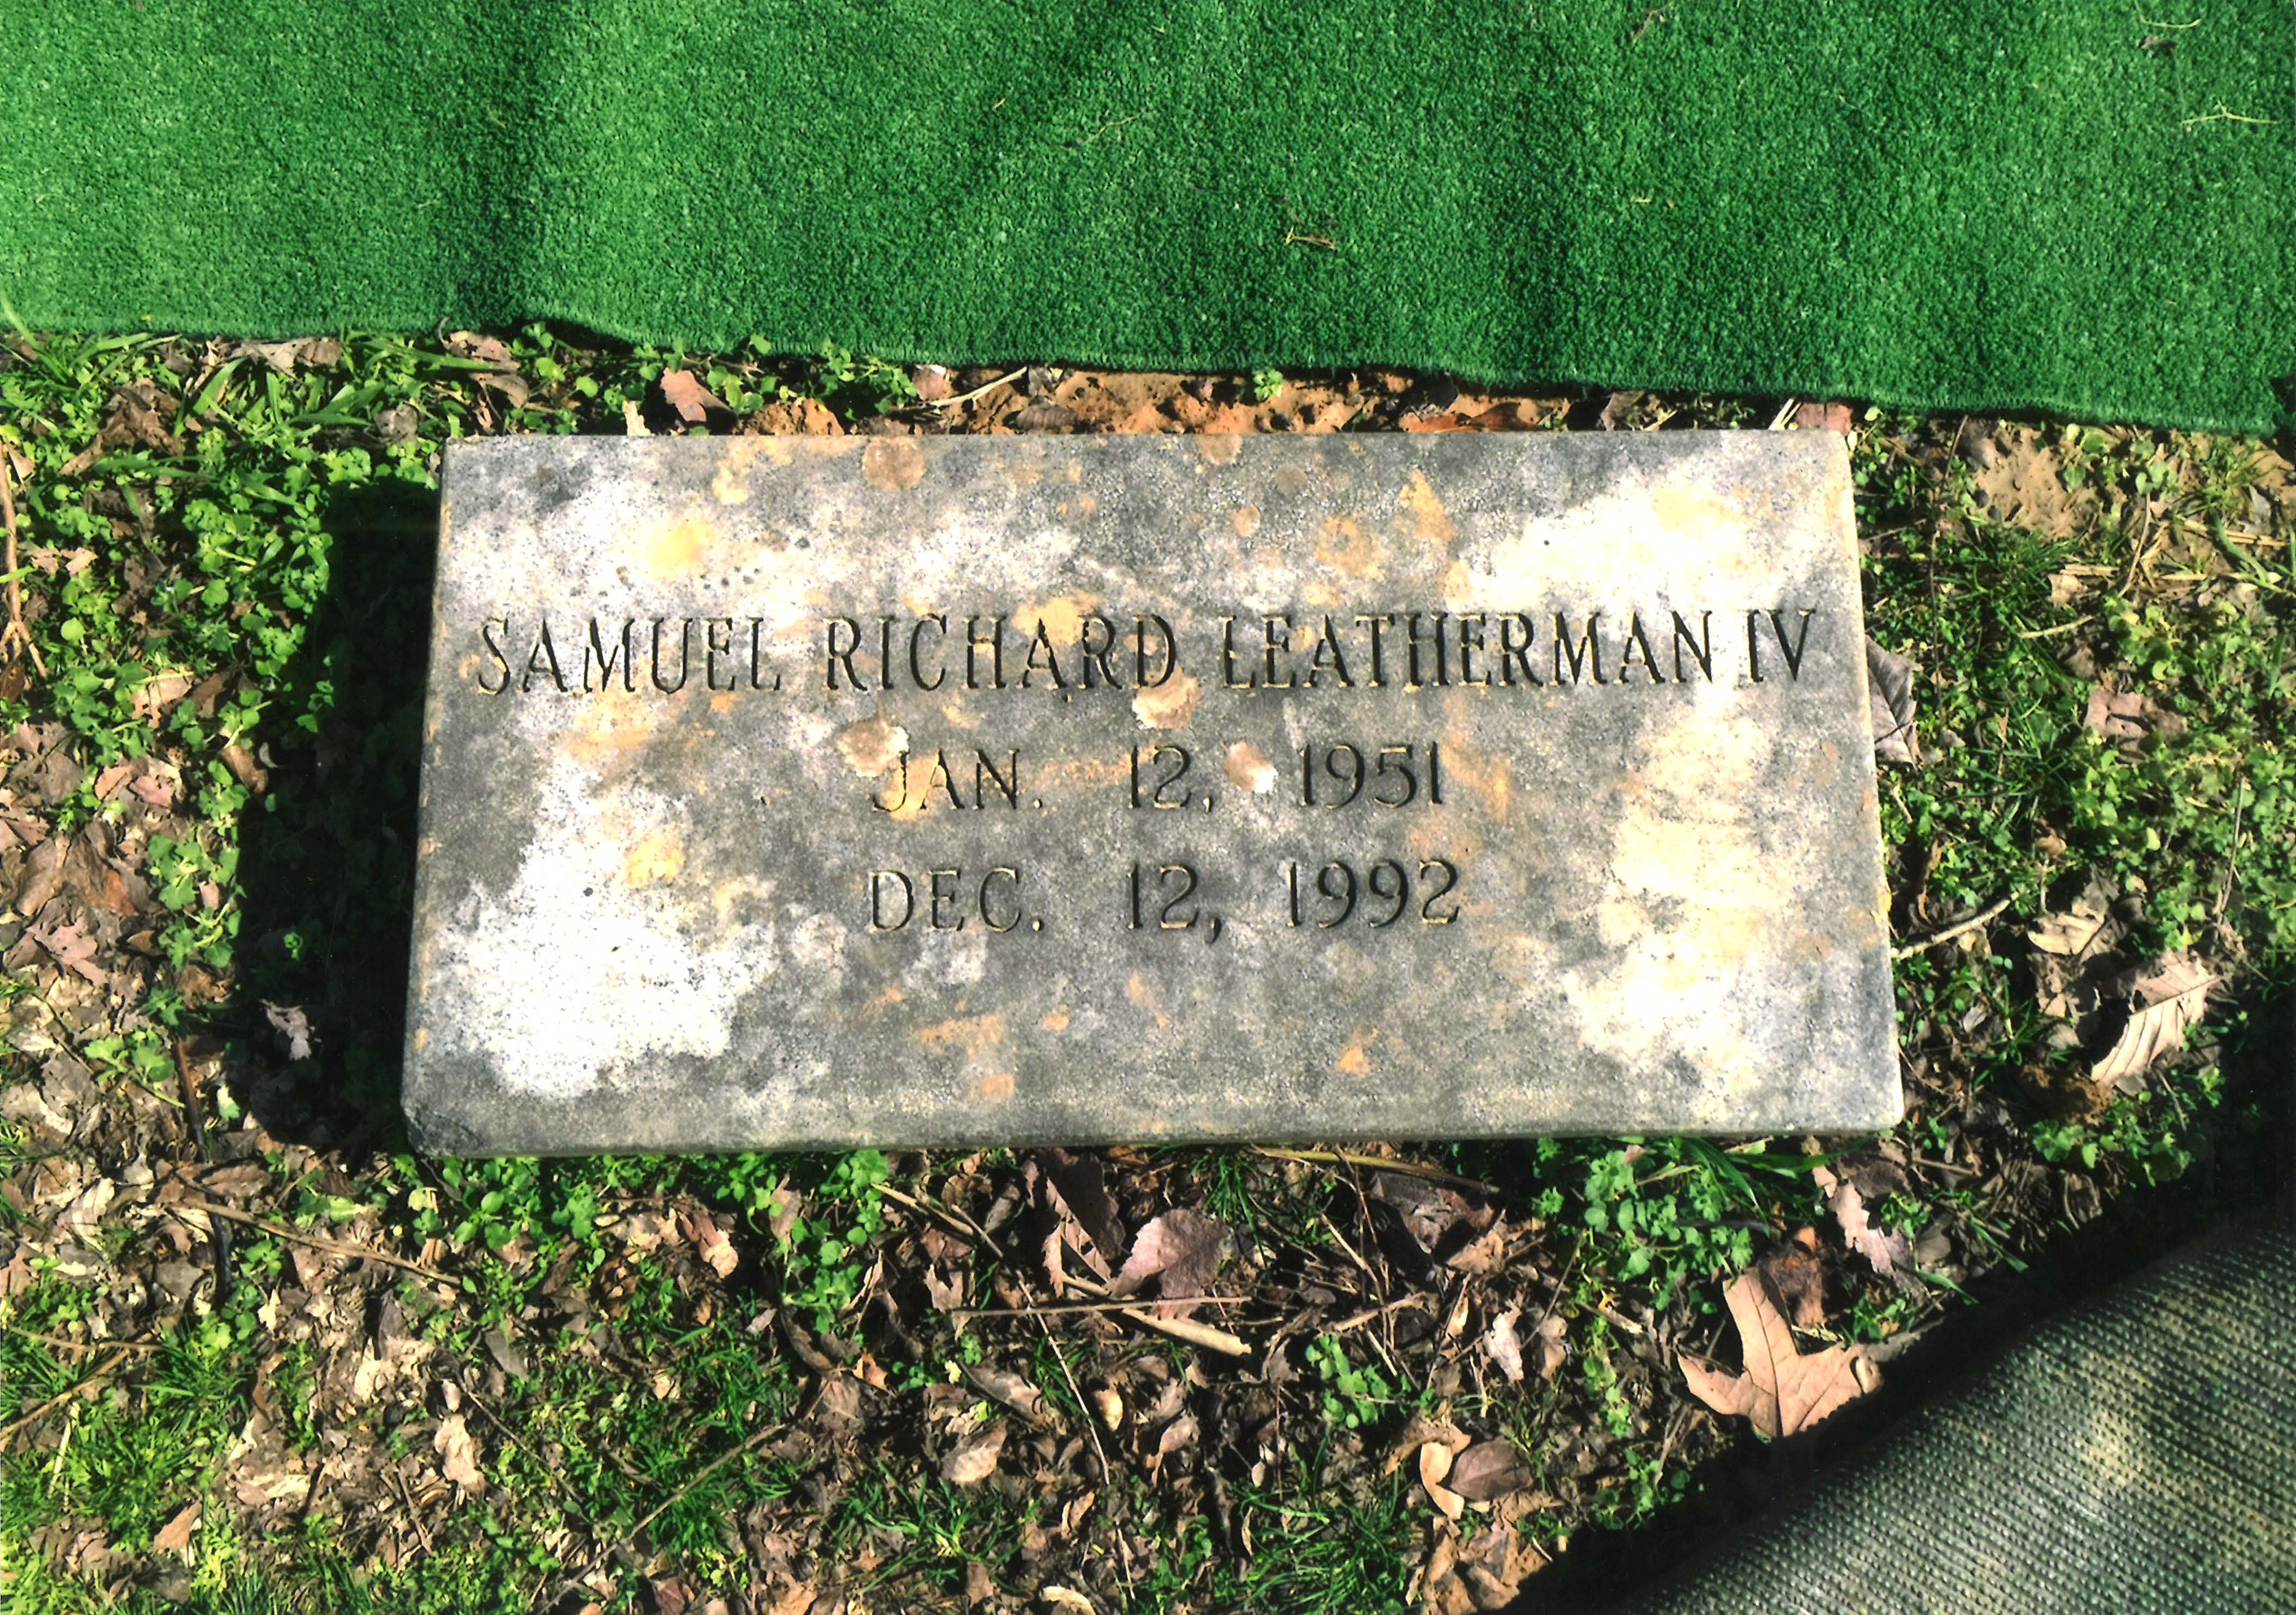 SAMUEL RICHARD LEATHERMAN IV
JAN. 12, 1951
DEC. 12, 1992